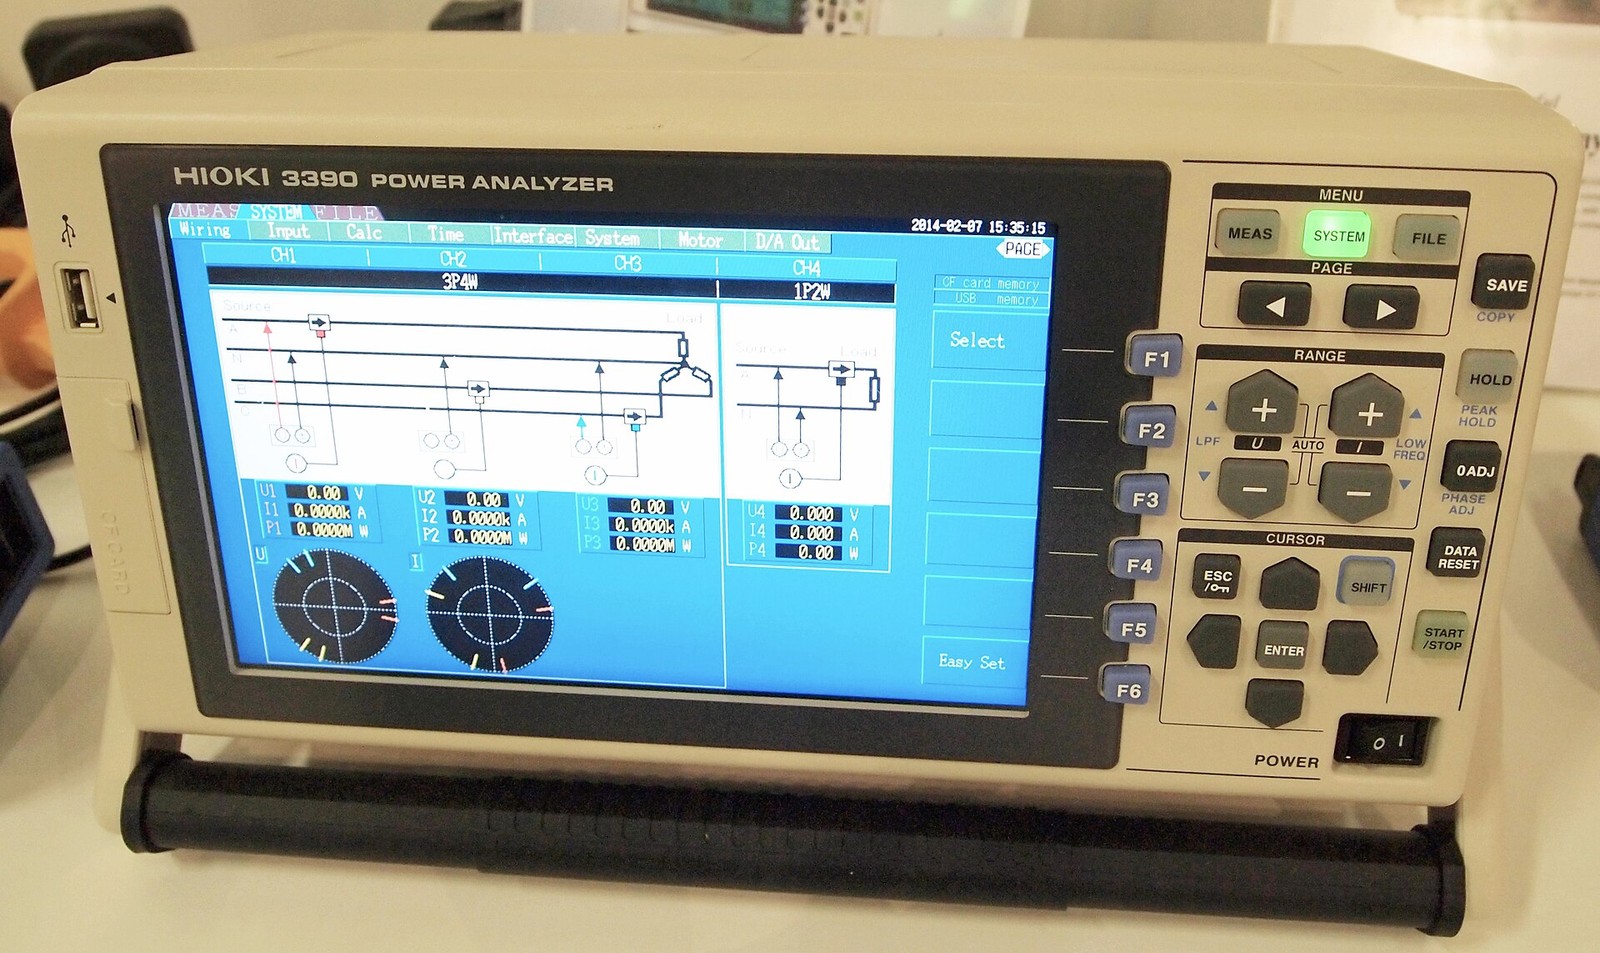 HIOKI 3390 POWER ANALYZER
MEAS SYSTEM FILE
2014-02-07 15:35:15
Wiring Input Calc Time Interface System Motor D/A Out
PAGE
CH1 CH2 CH3 CH4
3P4W 1P2W
CF card memory
USB memory
Source Load
A
N
B
C
Source Load
A
N
Select
Easy Set
U1 0.00 V
I1 0.0000k A
P1 0.0000M W
U2 0.00 V
I2 0.0000k A
P2 0.0000M W
U3 0.00 V
I3 0.0000k A
P3 0.0000M W
U4 0.000 V
I4 0.000 A
P4 0.00 W
U
I
F1
F2
F3
F4
F5
F6
MENU
MEAS SYSTEM FILE
PAGE
SAVE
COPY
RANGE
+ +
LPF U AUTO I LOW FREQ
− −
HOLD
PEAK HOLD
0ADJ
PHASE ADJ
CURSOR
ESC
SHIFT
ENTER
DATA RESET
START /STOP
POWER
O I
CF CARD